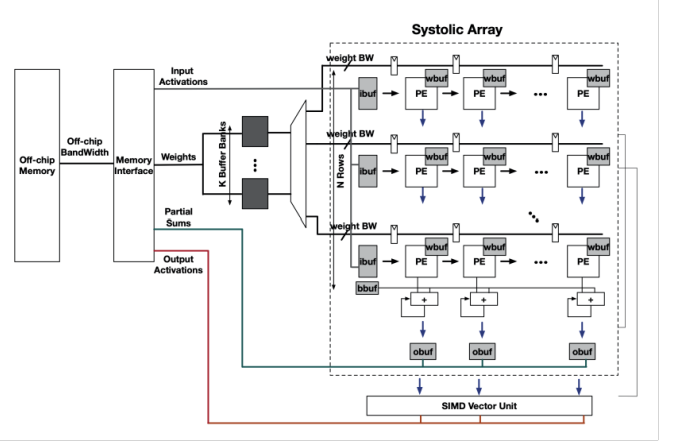 Systolic Array
weight BW
Input
Activations
wbuf
wbuf
wbuf
ibuf
PE
PE
PE
...
Off-chip
BandWidth
weight BW
K Buffer Banks
wbuf
wbuf
wbuf
Off-chip
Memory
Memory
Interface
Weights
...
N Rows
ibuf
PE
PE
PE
...
Partial
Sums
weight BW
...
wbuf
wbuf
wbuf
Output
Activations
ibuf
PE
PE
PE
...
bbuf
+
+
+
obuf
obuf
obuf
SIMD Vector Unit